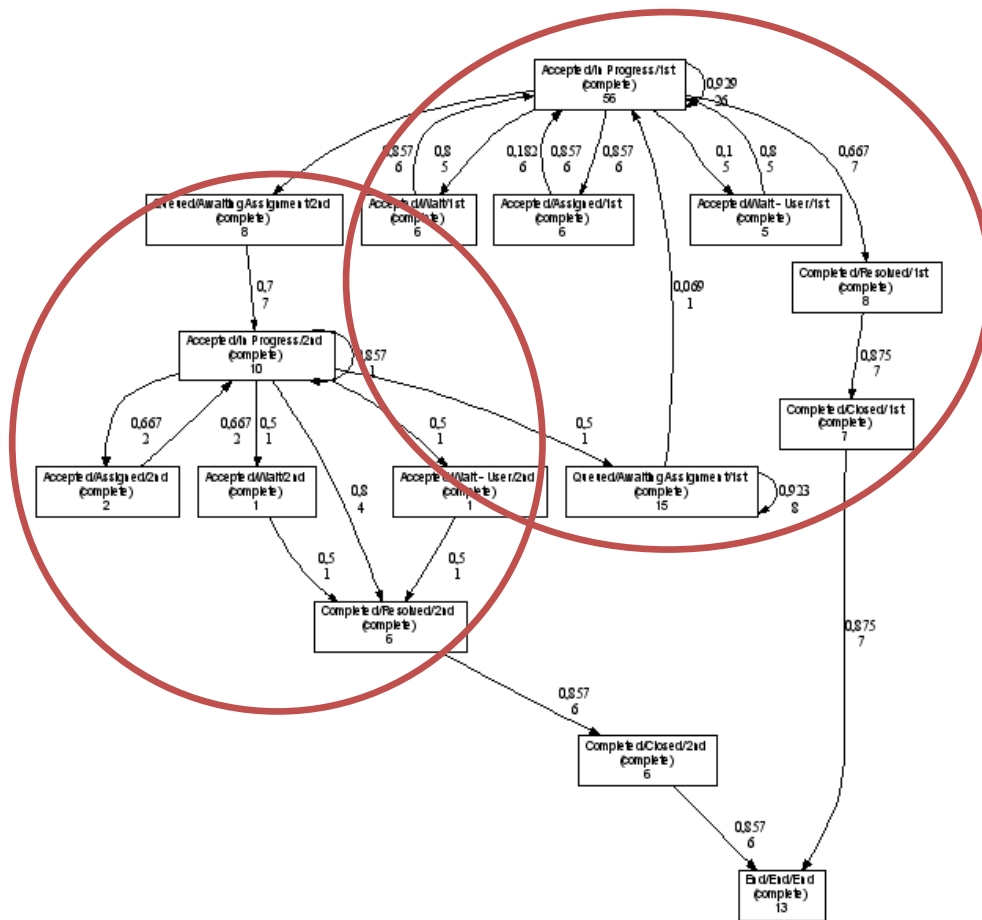 Accepted/In Progress/1st
(complete)
56
0,929
26
0,857
6
0,8
5
0,182
6
0,857
6
0,857
6
0,1
5
0,8
5
0,667
7
Queued/Awaiting Assignment/2nd
(complete)
8
Accepted/Wait/1st
(complete)
6
Accepted/Assigned/1st
(complete)
6
Accepted/Wait - User/1st
(complete)
5
Completed/Resolved/1st
(complete)
8
0,7
7
0,069
1
Accepted/In Progress/2nd
(complete)
10
0,857
1
0,875
7
Completed/Closed/1st
(complete)
7
0,667
2
0,667
2
0,5
1
0,8
4
0,5
1
0,5
1
Accepted/Assigned/2nd
(complete)
2
Accepted/Wait/2nd
(complete)
1
Accepted/Wait - User/2nd
(complete)
1
Queued/Awaiting Assignment/1st
(complete)
15
0,923
8
0,5
1
0,5
1
Completed/Resolved/2nd
(complete)
6
0,875
7
0,857
6
Completed/Closed/2nd
(complete)
6
0,857
6
End/End/End
(complete)
13